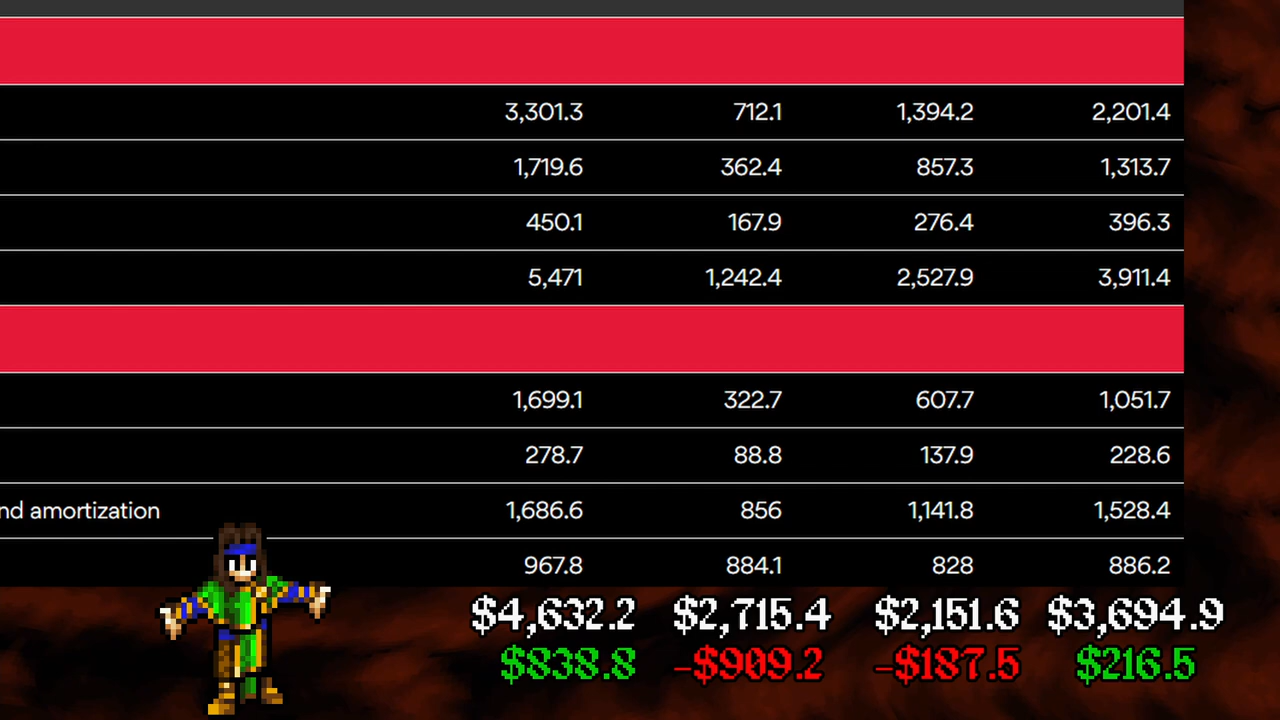 3,301.3 712.1 1,394.2 2,201.4
1,719.6 362.4 857.3 1,313.7
450.1 167.9 276.4 396.3
5,471 1,242.4 2,527.9 3,911.4
1,699.1 322.7 607.7 1,051.7
278.7 88.8 137.9 228.6
nd amortization 1,686.6 856 1,141.8 1,528.4
967.8 884.1 828 886.2
$4,632.2 $2,715.4 $2,151.6 $3,694.9
$838.8 -$909.2 -$187.5 $216.5